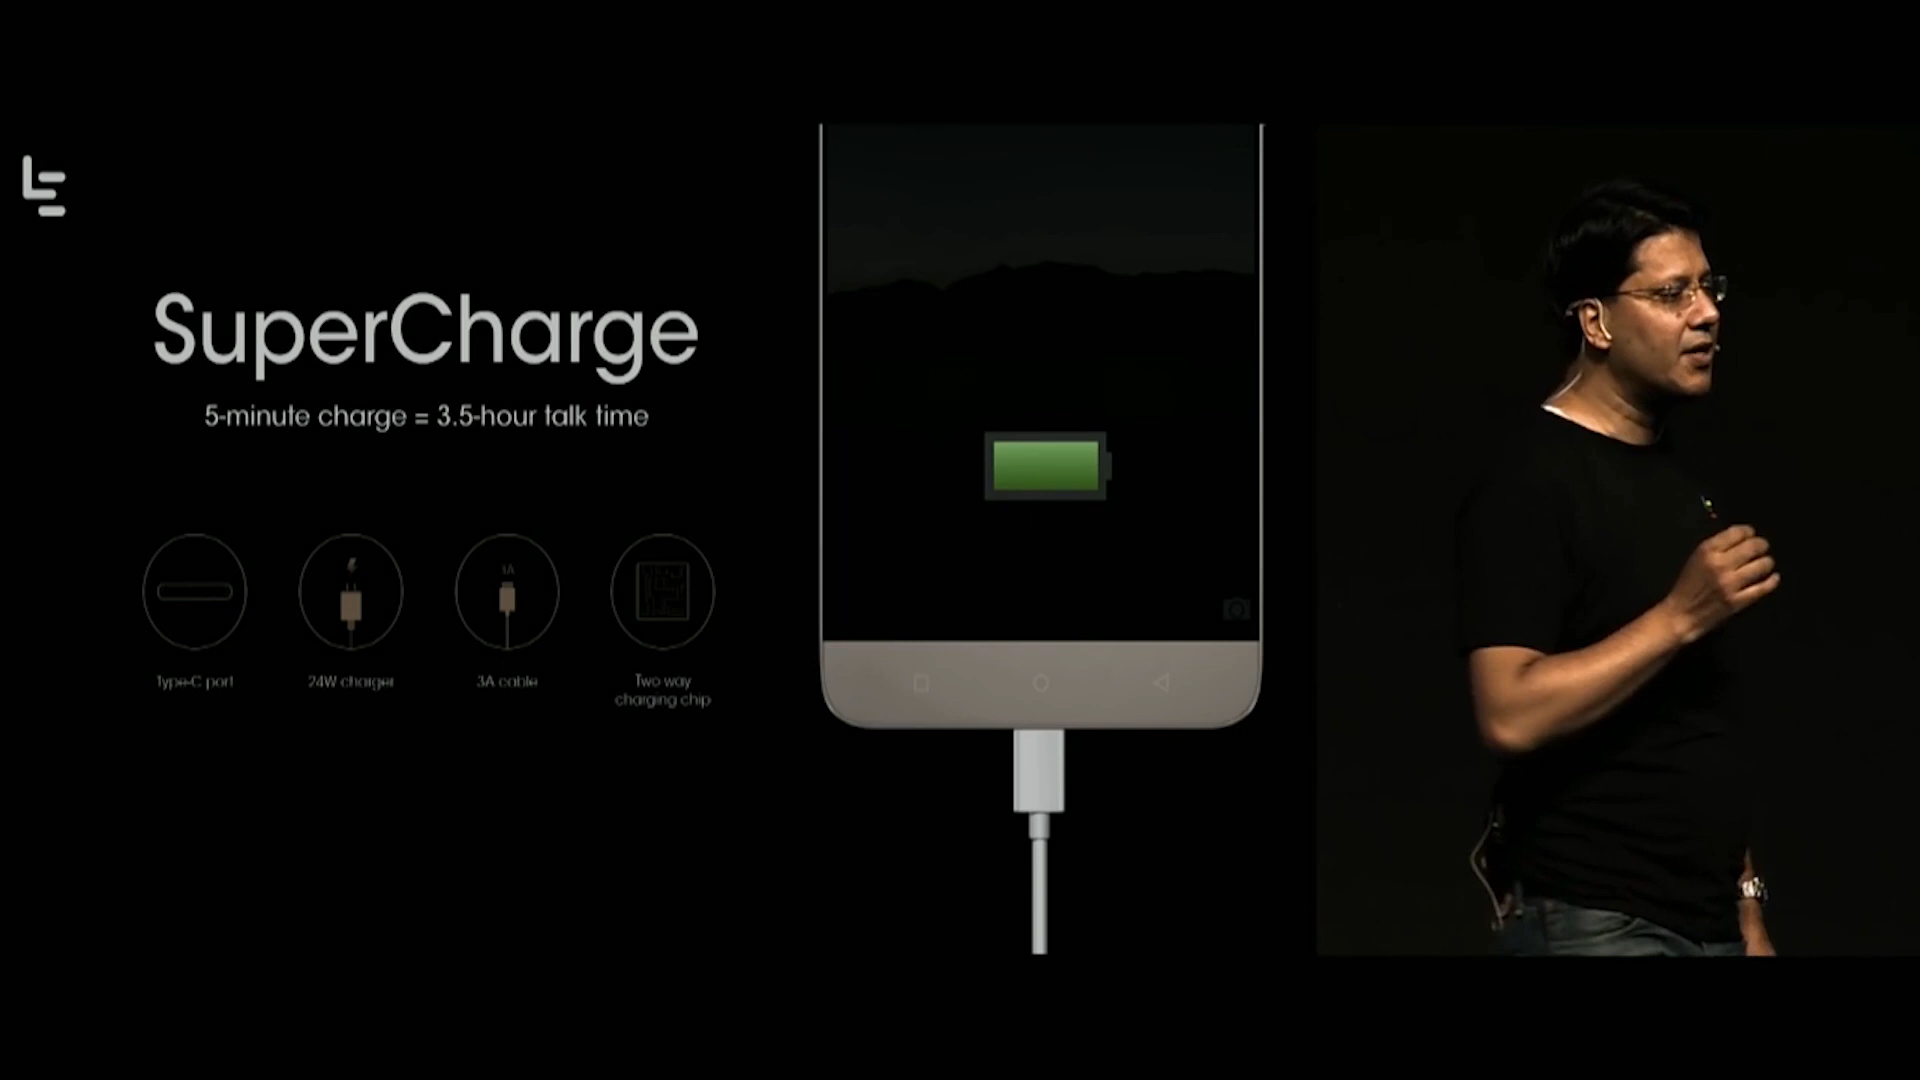 SuperCharge
5-minute charge = 3.5-hour talk time
3A
Type-C port
24W charger
3A cable
Two way
charging chip